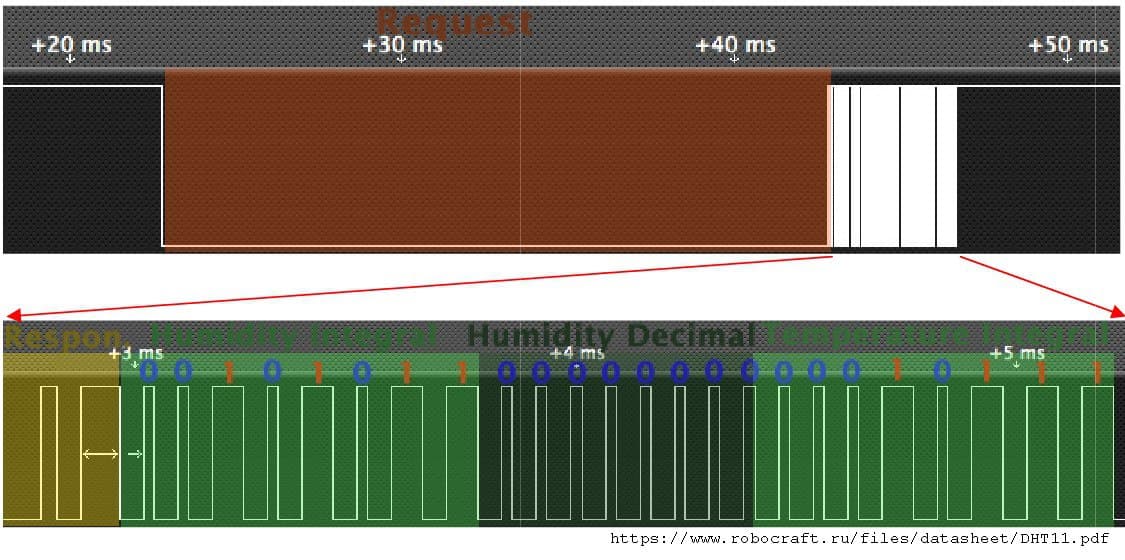 Request
+20 ms +30 ms +40 ms +50 ms
Respon Humidity Integral Humidity Decimal Temperature Integral
+3 ms +4 ms +5 ms
0 0 1 0 1 0 1 1 0 0 0 0 0 0 0 0 0 0 0 1 0 1 1 1
https://www.robocraft.ru/files/datasheet/DHT11.pdf